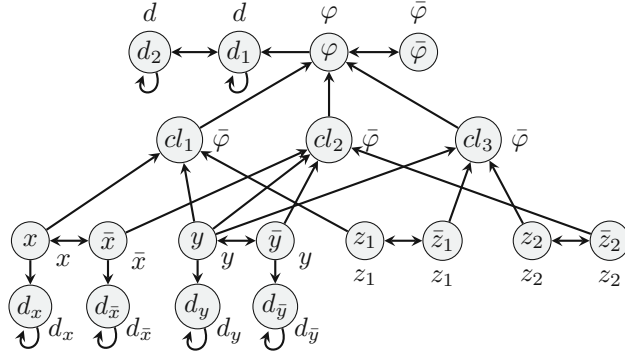 d d φ φ̄
d₂ d₁ φ φ̄
cl₁ φ̄ cl₂ φ̄ cl₃ φ̄
x x̄ y ȳ z₁ z̄₁ z₂ z̄₂
x x̄ y y z₁ z₁ z₂ z₂
d_x d_x d_x̄ d_x̄ d_y d_y d_ȳ d_ȳ